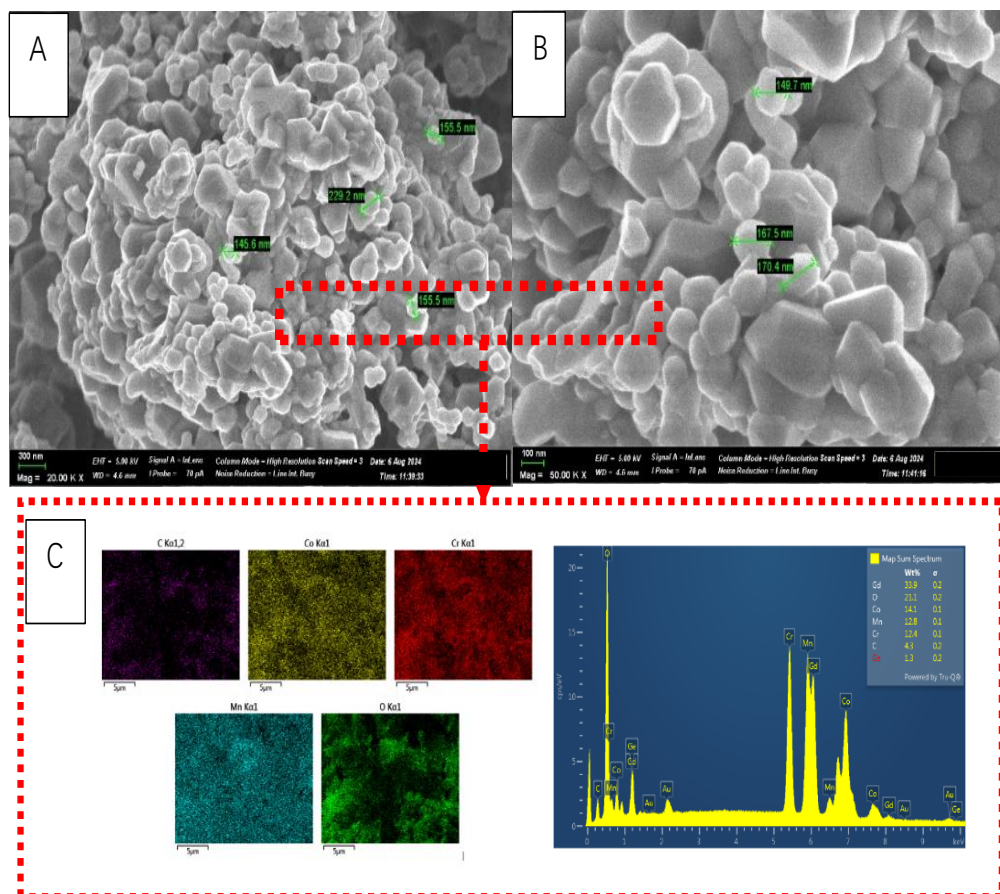 A
155.5 nm
229.2 nm
145.6 nm
155.5 nm
300 nm
EHT = 5.00 kV
Signal A = InLens
Column Mode = High Resolution
Scan Speed = 3
Date: 6 Aug 2024
Mag = 20.00 K X
WD = 4.6 mm
I Probe = 70 pA
Noise Reduction = Line Int. Busy
Time: 11:39:33
B
149.7 nm
167.5 nm
170.4 nm
100 nm
EHT = 5.00 kV
Signal A = InLens
Column Mode = High Resolution
Scan Speed = 3
Date: 6 Aug 2024
Mag = 50.00 K X
WD = 4.6 mm
I Probe = 70 pA
Noise Reduction = Line Int. Busy
Time: 11:41:16
C
C Kα1,2
Co Kα1
Cr Kα1
5µm
5µm
5µm
Mn Kα1
O Kα1
5µm
5µm
Map Sum Spectrum
Wt% σ
Gd 33.9 0.2
O 21.1 0.2
Co 14.1 0.1
Mn 12.8 0.1
Cr 12.4 0.1
C 4.3 0.2
Ge 1.3 0.2
Powered by Tru-Q®
cps/eV
20
15
10
5
0
O
Cr
Ge
Gd
Co
C
Mn
Au
Au
Cr
Mn
Gd
Mn
Co
Co
Gd
Au
Au
Ge
0 1 2 3 4 5 6 7 8 9 keV